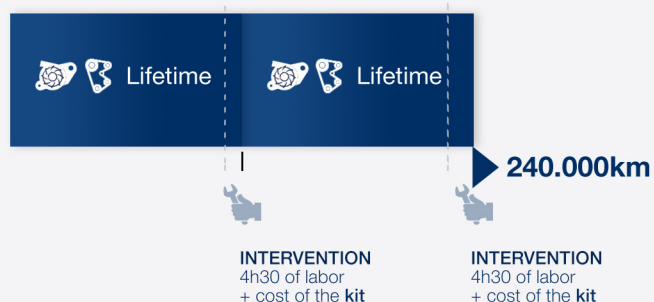 Lifetime
Lifetime
240.000km
INTERVENTION
4h30 of labor
+ cost of the kit
INTERVENTION
4h30 of labor
+ cost of the kit